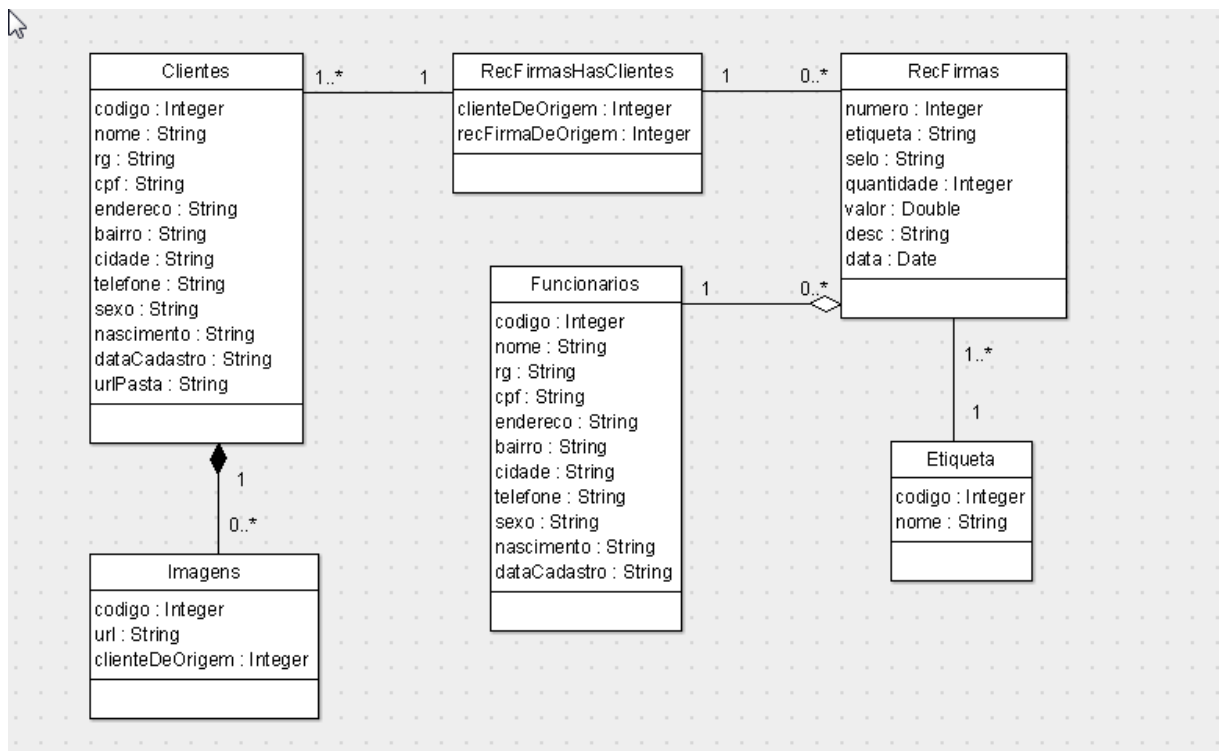 Clientes
codigo : Integer
nome : String
rg : String
cpf : String
endereco : String
bairro : String
cidade : String
telefone : String
sexo : String
nascimento : String
dataCadastro : String
urlPasta : String
1..*
1
RecFirmasHasClientes
clienteDeOrigem : Integer
recFirmaDeOrigem : Integer
1
0..*
RecFirmas
numero : Integer
etiqueta : String
selo : String
quantidade : Integer
valor : Double
desc : String
data : Date
Funcionarios
codigo : Integer
nome : String
rg : String
cpf : String
endereco : String
bairro : String
cidade : String
telefone : String
sexo : String
nascimento : String
dataCadastro : String
1
0..*
1..*
1
Etiqueta
codigo : Integer
nome : String
1
0..*
Imagens
codigo : Integer
url : String
clienteDeOrigem : Integer